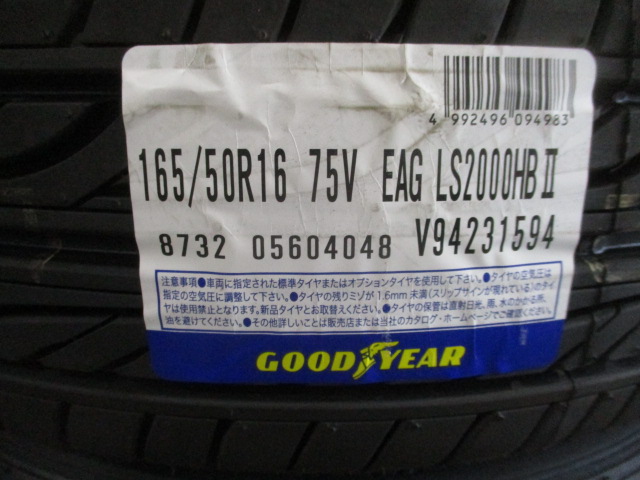 4 992496 094983
165/50R16 75V EAG LS2000HBⅡ
8732 05604048 V94231594
注意事項●車両に指定された標準タイヤまたはオプションタイヤを使用して下さい。●タイヤの空気圧は
指定の空気圧に調整して下さい。●タイヤの残りミゾが1.6mm 未満(スリップサインが現れている)のタイ
ヤは使用禁止となります。新品タイヤとお取替えください。●タイヤの保管は直射日光、雨、水のかかる所、
油を避けてください。●その他詳しいことは販売店または当社のカタログ・ホームページでご確認ください。
GOODYEAR